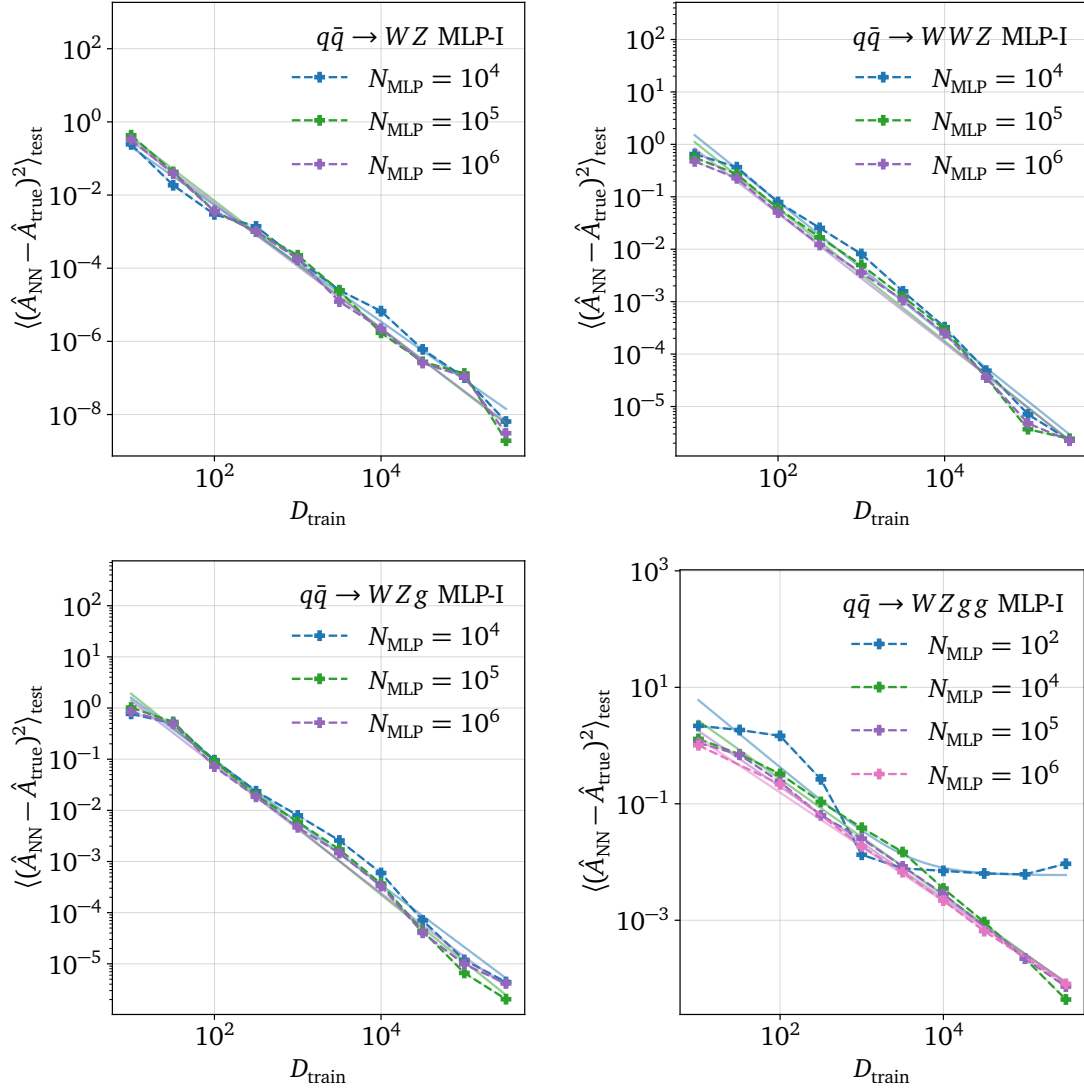 qq̄ → WZ MLP-I
N_MLP = 10^4
N_MLP = 10^5
N_MLP = 10^6
10^2
10^0
10^−2
10^−4
10^−6
10^−8
⟨(Â_NN − Â_true)^2⟩_test
10^2
10^4
D_train
qq̄ → WWZ MLP-I
N_MLP = 10^4
N_MLP = 10^5
N_MLP = 10^6
10^2
10^1
10^0
10^−1
10^−2
10^−3
10^−4
10^−5
⟨(Â_NN − Â_true)^2⟩_test
10^2
10^4
D_train
qq̄ → WZg MLP-I
N_MLP = 10^4
N_MLP = 10^5
N_MLP = 10^6
10^2
10^1
10^0
10^−1
10^−2
10^−3
10^−4
10^−5
⟨(Â_NN − Â_true)^2⟩_test
10^2
10^4
D_train
qq̄ → WZgg MLP-I
N_MLP = 10^2
N_MLP = 10^4
N_MLP = 10^5
N_MLP = 10^6
10^3
10^1
10^−1
10^−3
⟨(Â_NN − Â_true)^2⟩_test
10^2
10^4
D_train